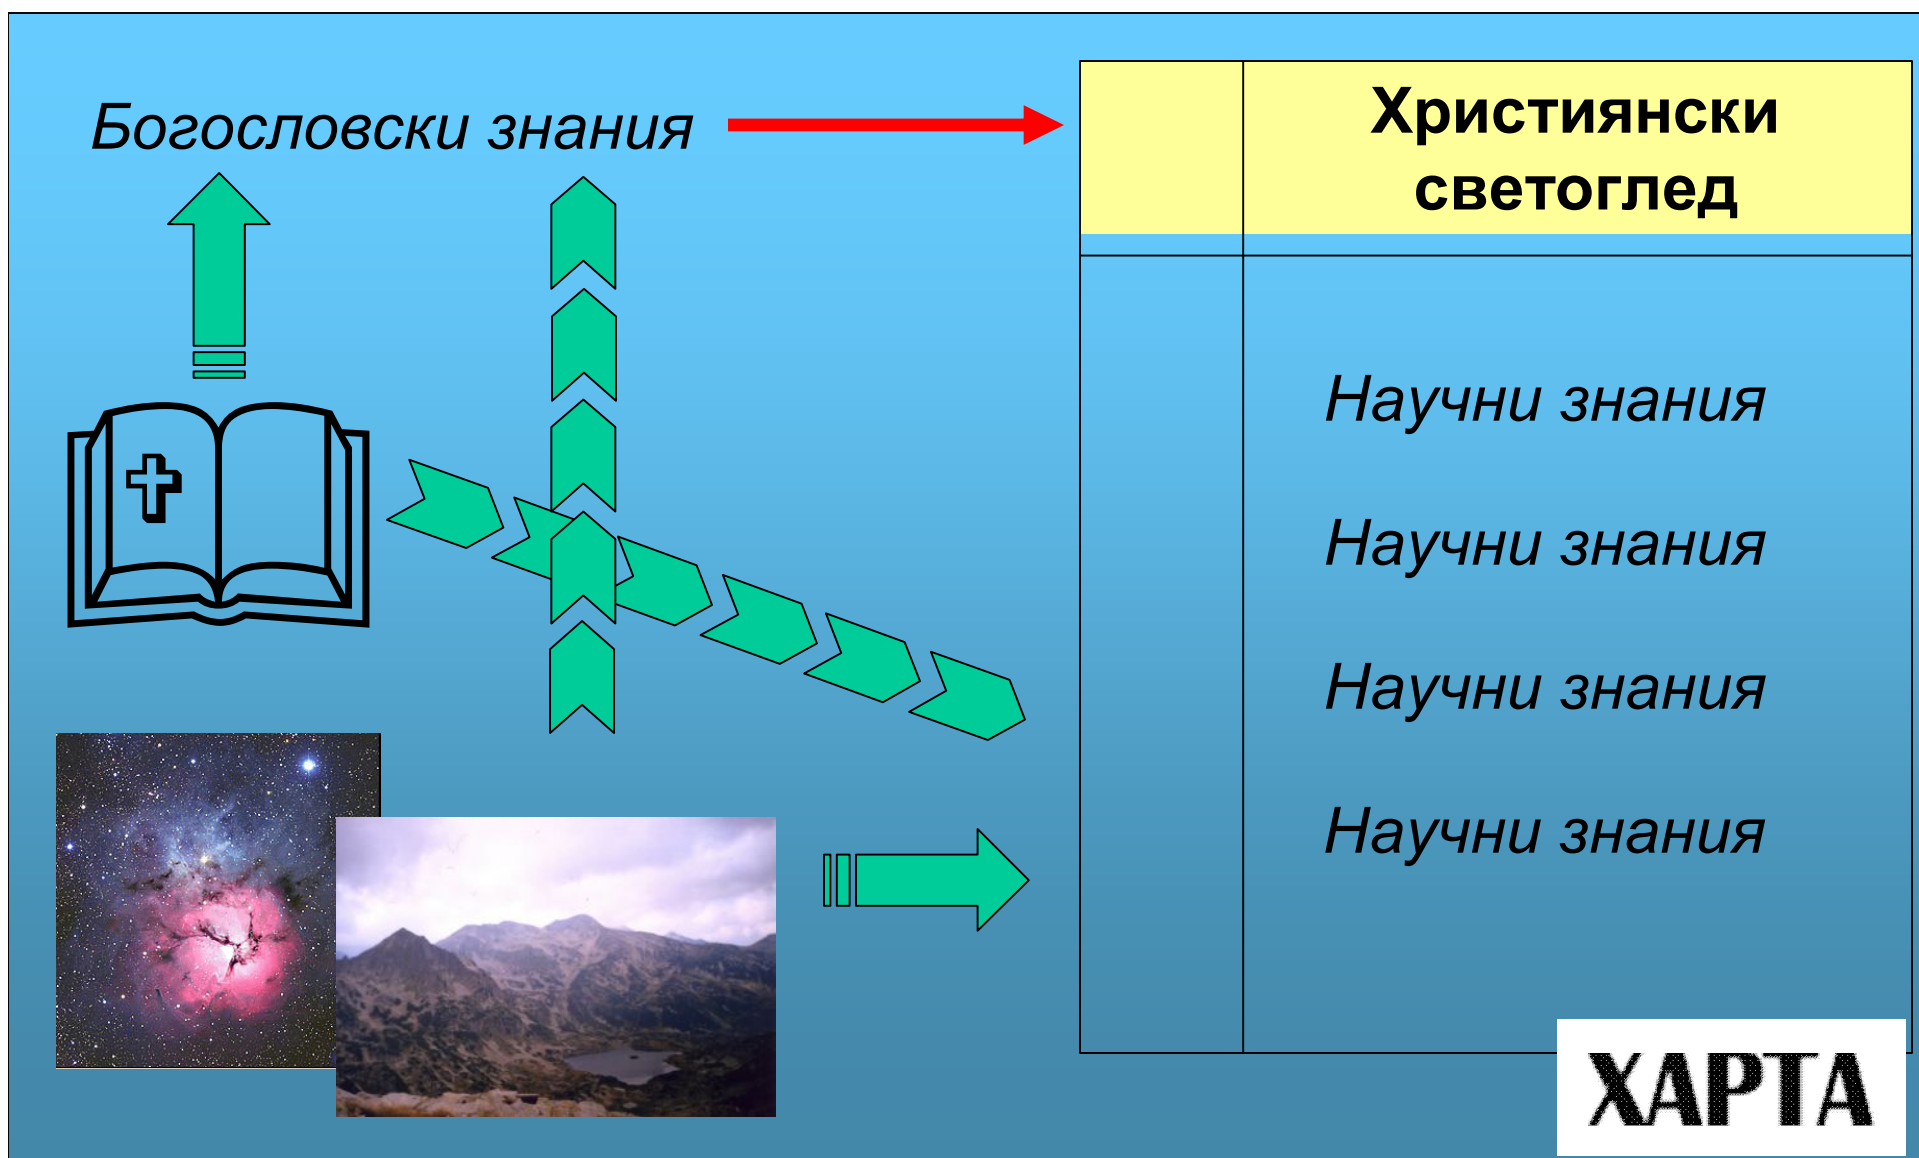 Богословски знания
Християнски
светоглед
Научни знания
Научни знания
Научни знания
Научни знания
ХАРТА